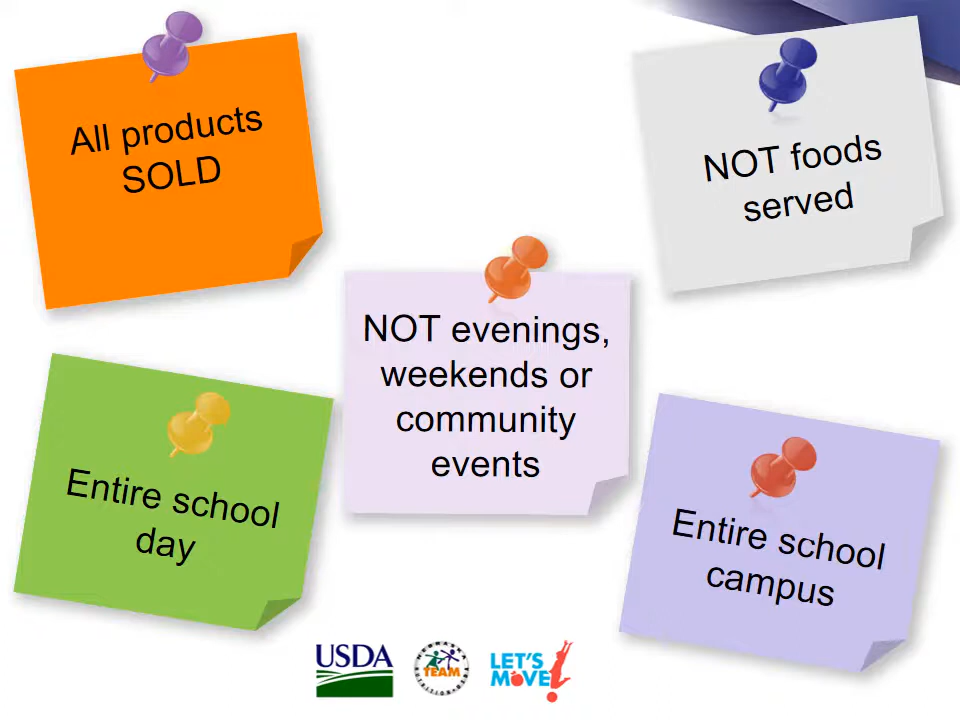 All products
SOLD
NOT foods
served
NOT evenings,
weekends or
community
events
Entire school
day
Entire school
campus
USDA
TEAM
LET'S
MOVE!